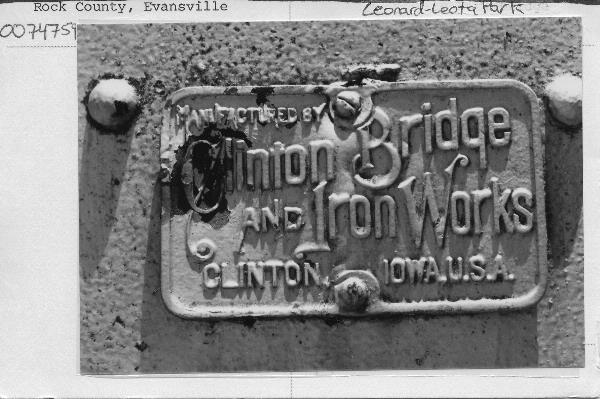 Rock County, Evansville
Leonard-Leota Park
0074759
MANUFACTURED BY
Clinton Bridge
AND Iron Works
CLINTON, IOWA, U.S.A.